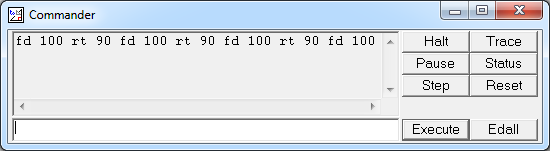 Commander
fd 100 rt 90 fd 100 rt 90 fd 100 rt 90 fd 100
Halt
Trace
Pause
Status
Step
Reset
Execute
Edall